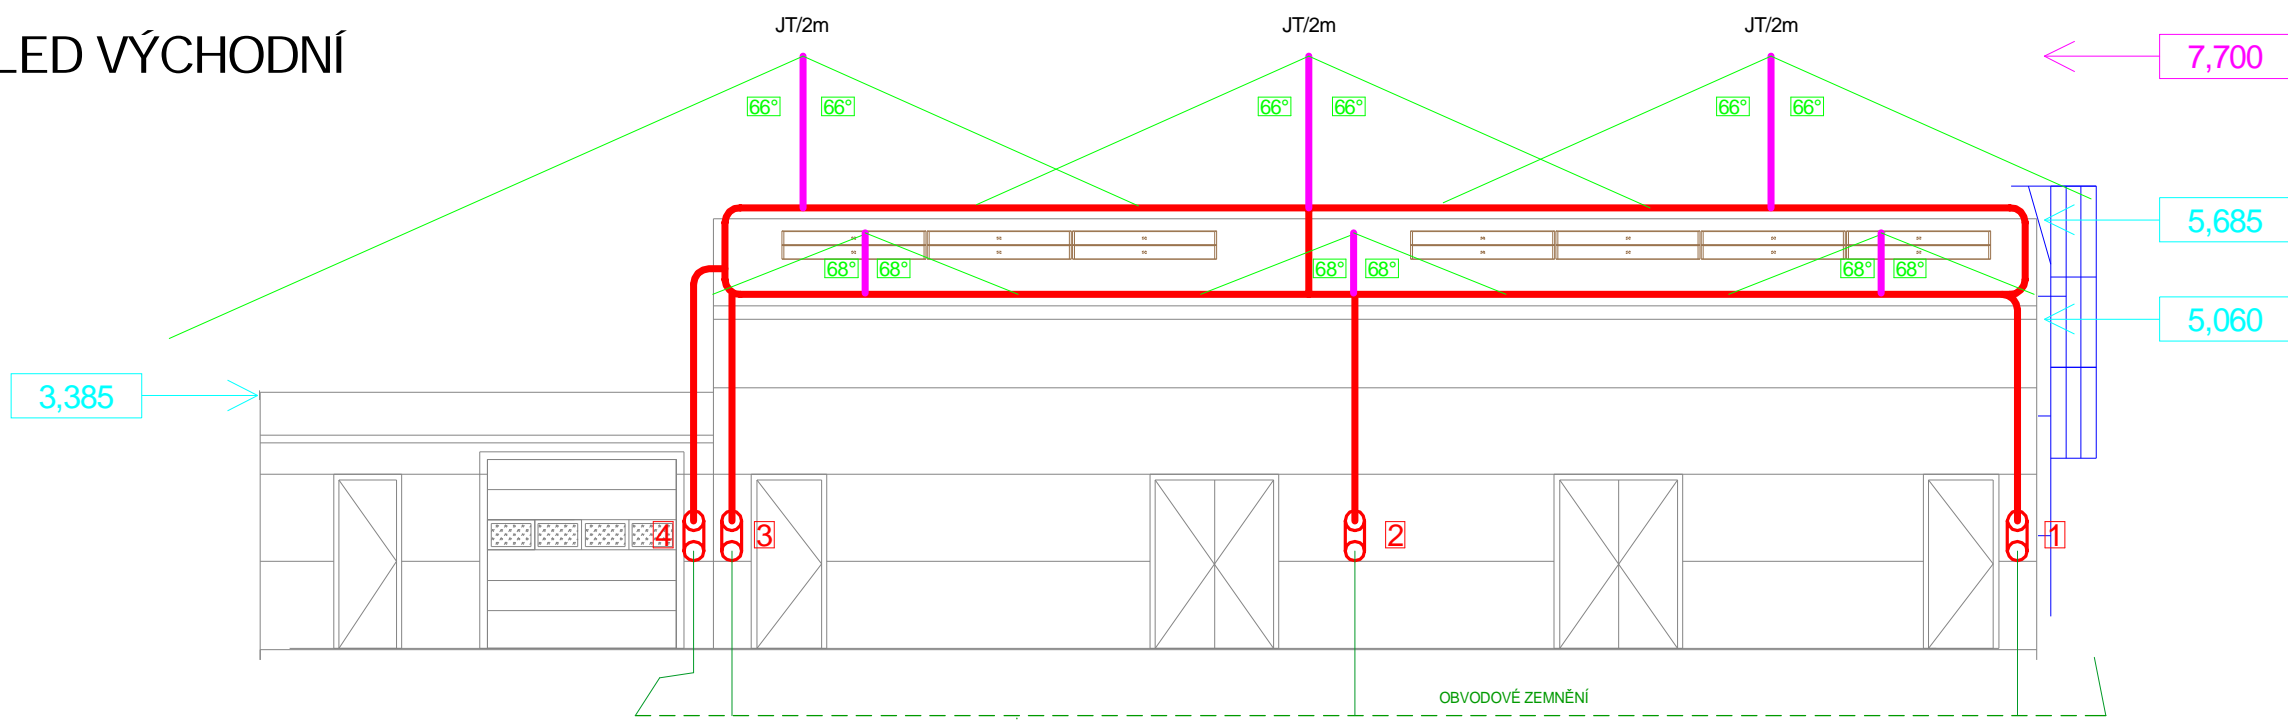 JT/2m JT/2m JT/2m
LED VÝCHODNÍ
7,700
66° 66° 66° 66° 66° 66°
5,685
68° 68° 68° 68° 68° 68°
5,060
3,385
4 3 2 1
OBVODOVÉ ZEMNĚNÍ